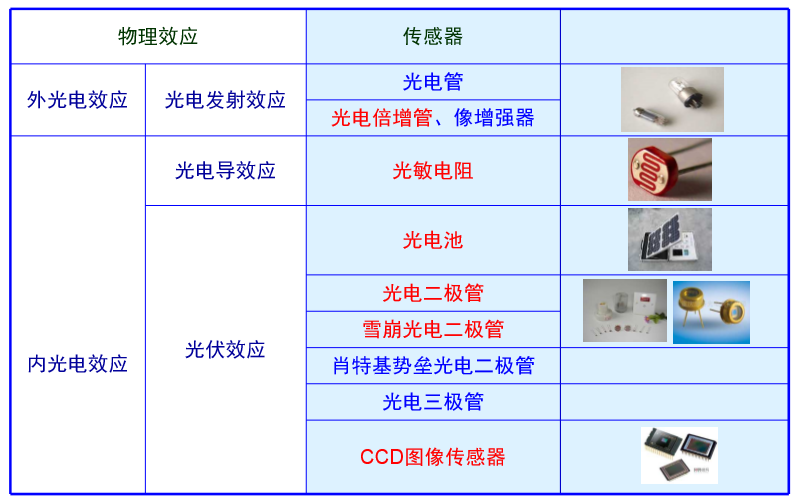 物理效应 传感器
外光电效应 光电发射效应 光电管
光电倍增管、像增强器
内光电效应 光电导效应 光敏电阻
光伏效应 光电池
光电二极管
雪崩光电二极管
肖特基势垒光电二极管
光电三极管
CCD图像传感器